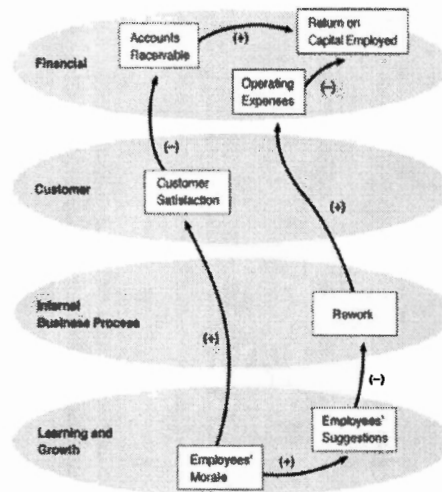 Accounts
Receivable
(+)
Return on
Capital Employed
Financial
Operating
Expenses
(–)
(–)
Customer
Customer
Satisfaction
(+)
Internal
Business Process
Rework
(+)
(–)
Learning and
Growth
Employees'
Suggestions
Employees'
Morale
(+)